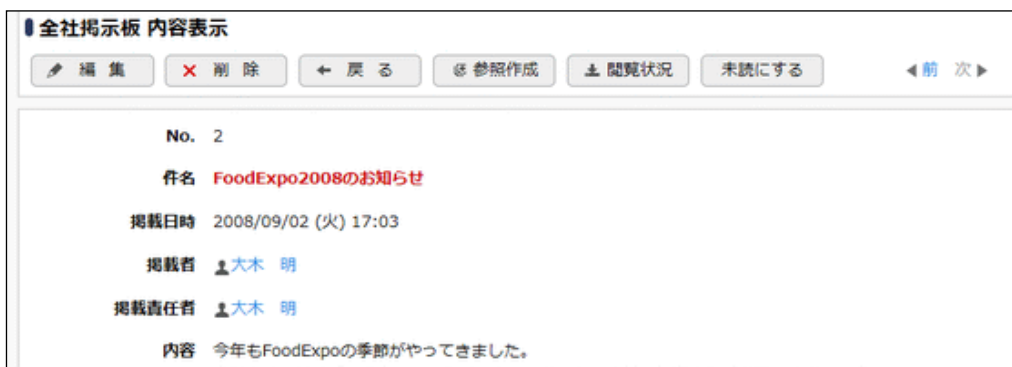 全社掲示板 内容表示
編 集 削 除 戻 る 参照作成 閲覧状況 未読にする ◀前 次▶
No. 2
件名 FoodExpo2008のお知らせ
掲載日時 2008/09/02 (火) 17:03
掲載者 大木 明
掲載責任者 大木 明
内容 今年もFoodExpoの季節がやってきました。